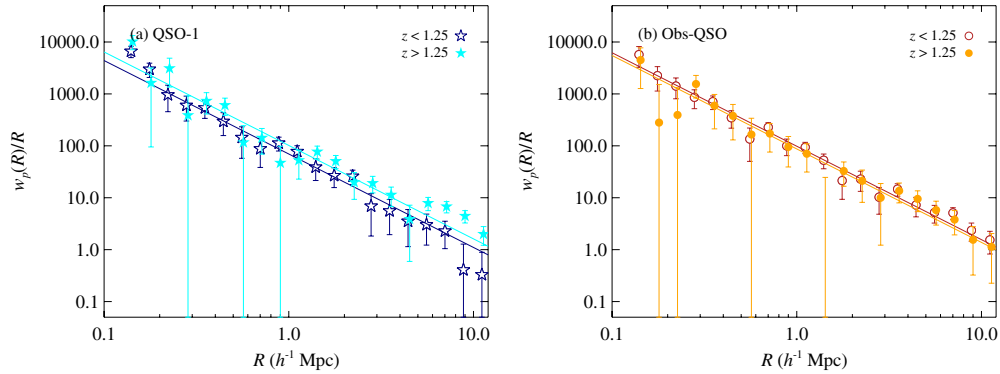 (a) QSO-1
z < 1.25
z > 1.25
10000.0
1000.0
100.0
10.0
1.0
0.1
w_p(R)/R
0.1
1.0
10.0
R (h⁻¹ Mpc)
(b) Obs-QSO
z < 1.25
z > 1.25
10000.0
1000.0
100.0
10.0
1.0
0.1
w_p(R)/R
0.1
1.0
10.0
R (h⁻¹ Mpc)